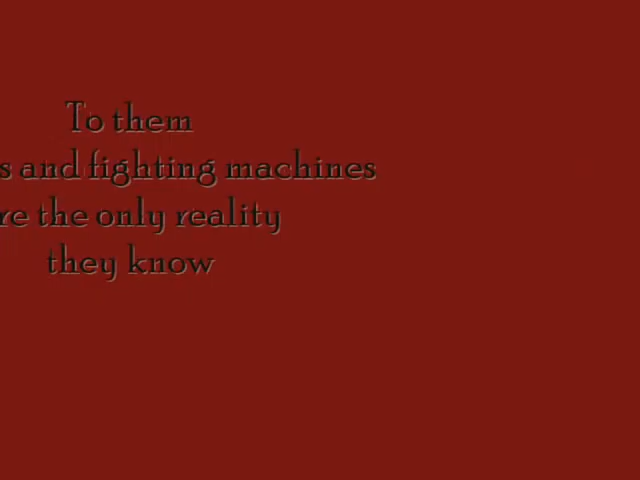 To them
s and fighting machines
re the only reality
they know